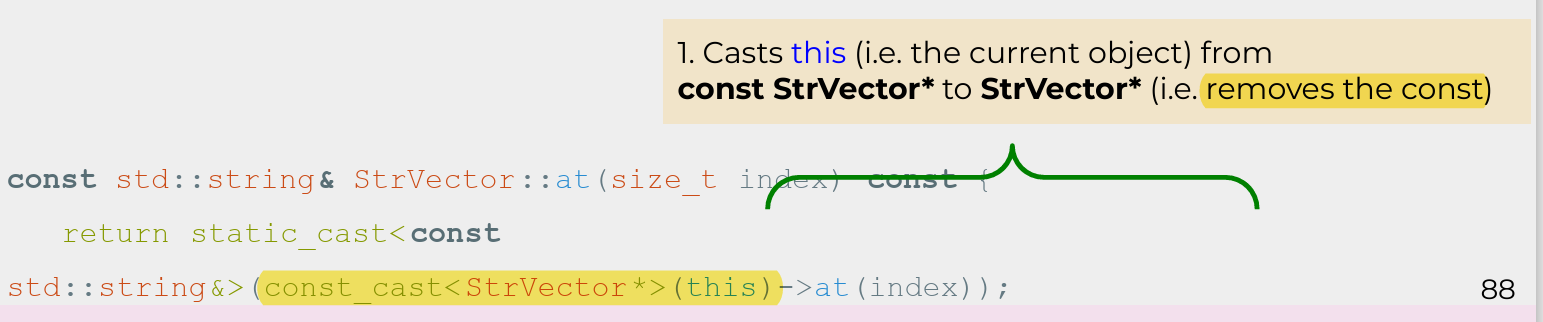 1. Casts this (i.e. the current object) from
const StrVector* to StrVector* (i.e. removes the const)
const std::string& StrVector::at(size_t index) const {
return static_cast<const
std::string&>(const_cast<StrVector*>(this)->at(index));
88